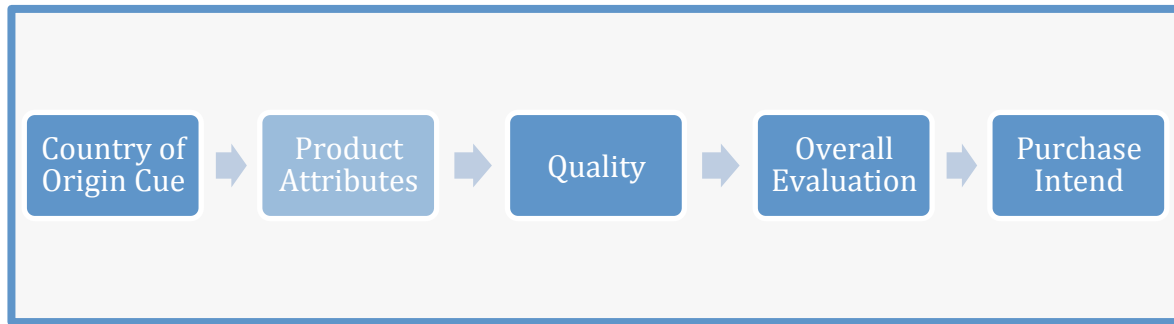 Country of
Origin Cue
Product
Attributes
Quality
Overall
Evaluation
Purchase
Intend